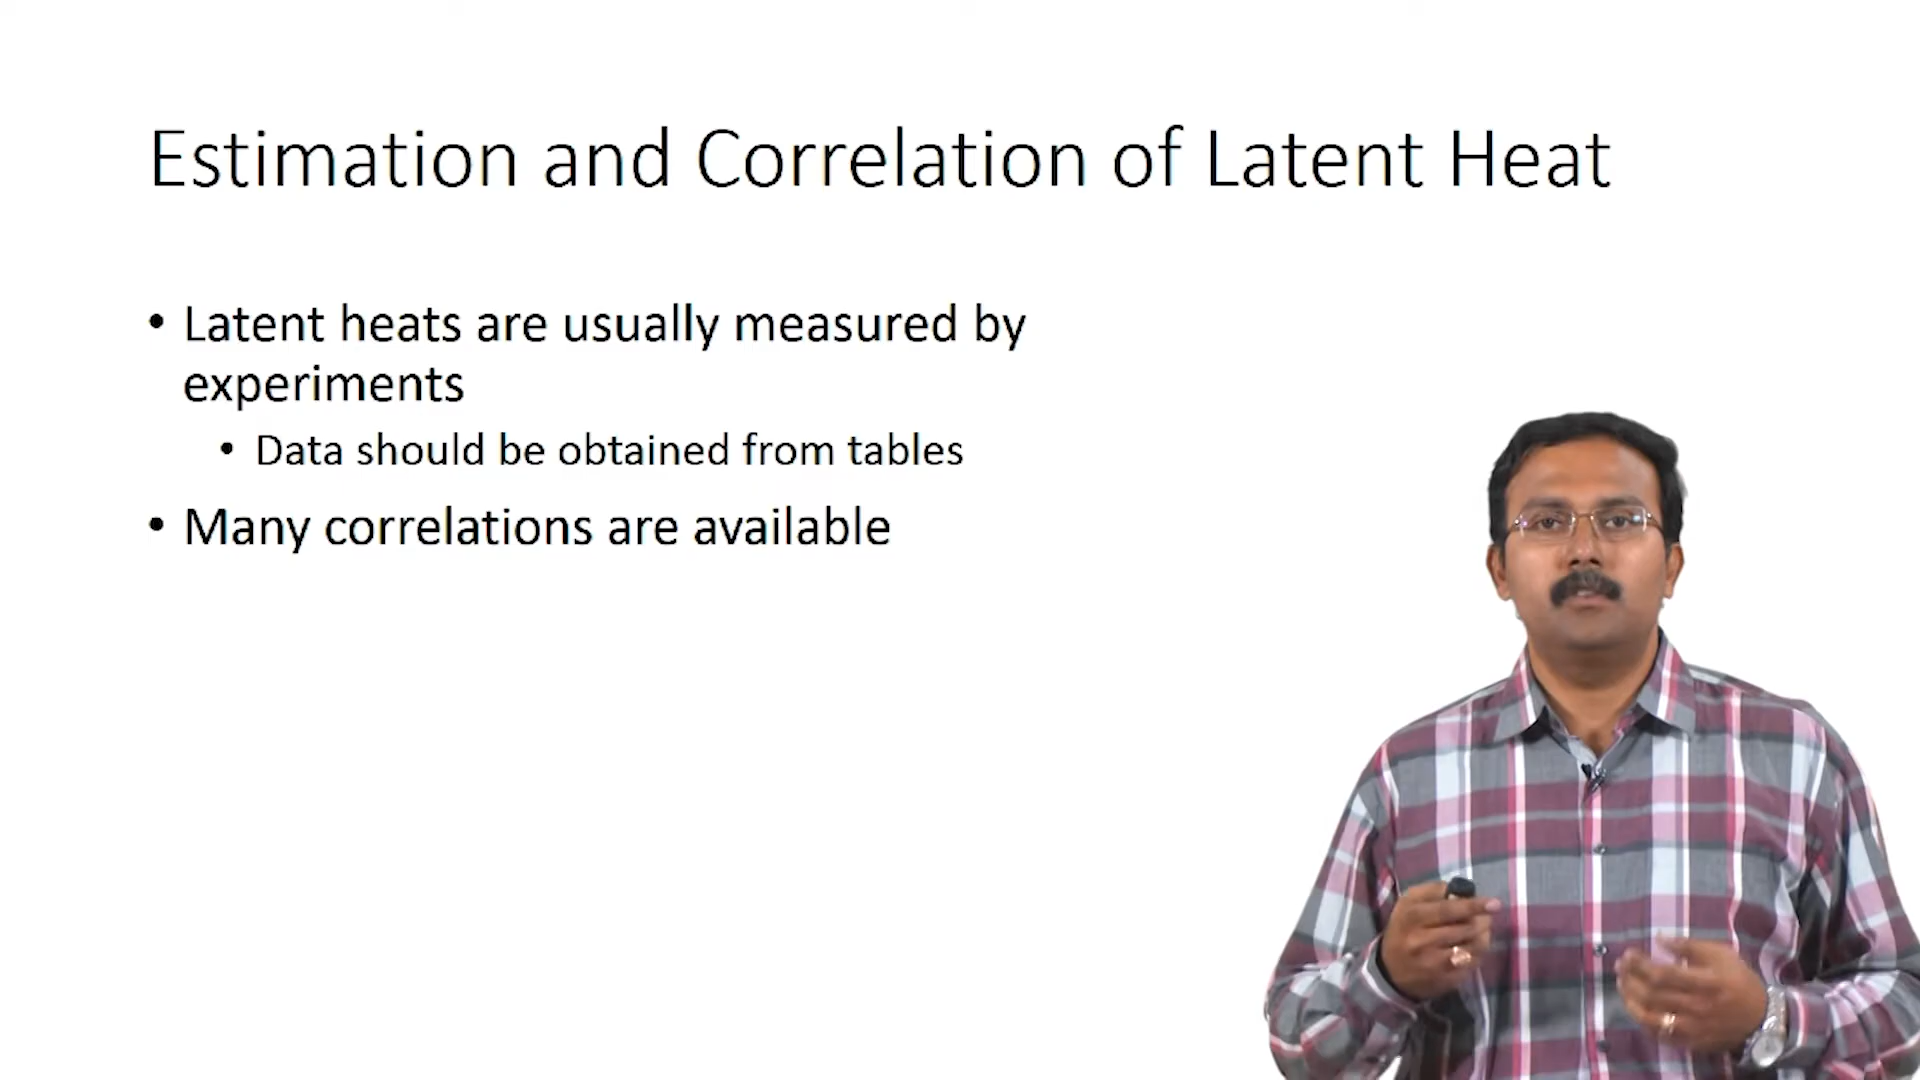 Estimation and Correlation of Latent Heat
• Latent heats are usually measured by
experiments
• Data should be obtained from tables
• Many correlations are available